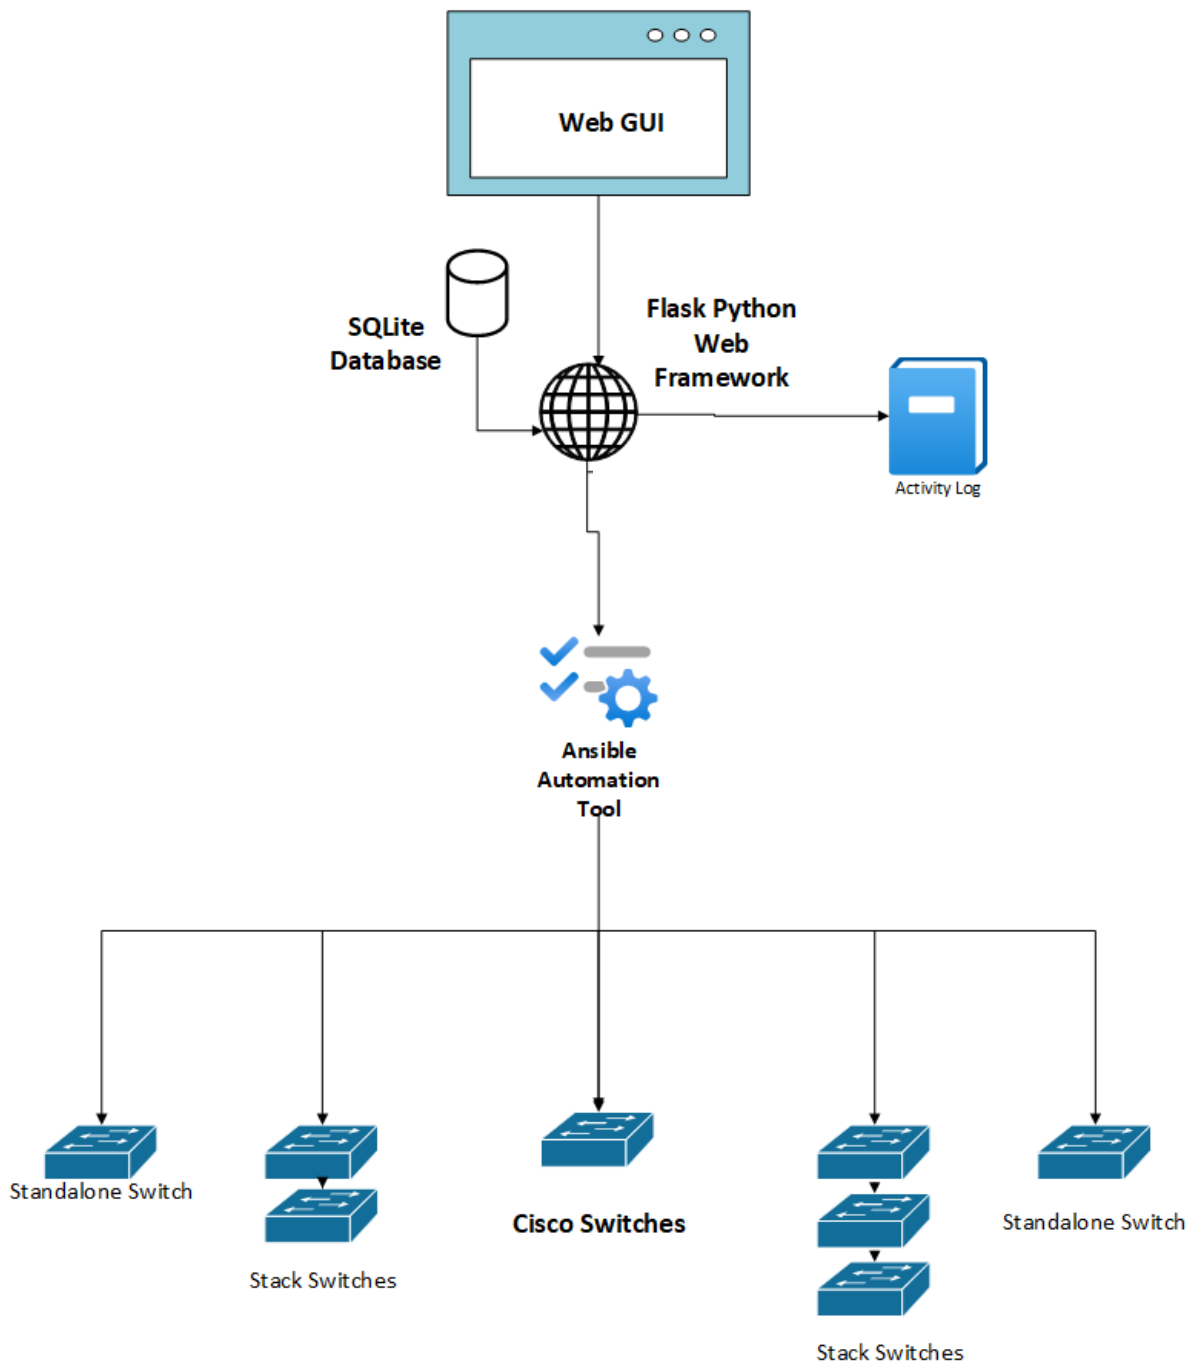 Web GUI
SQLite
Database
Flask Python
Web
Framework
Activity Log
Ansible
Automation
Tool
Standalone Switch
Stack Switches
Cisco Switches
Stack Switches
Standalone Switch